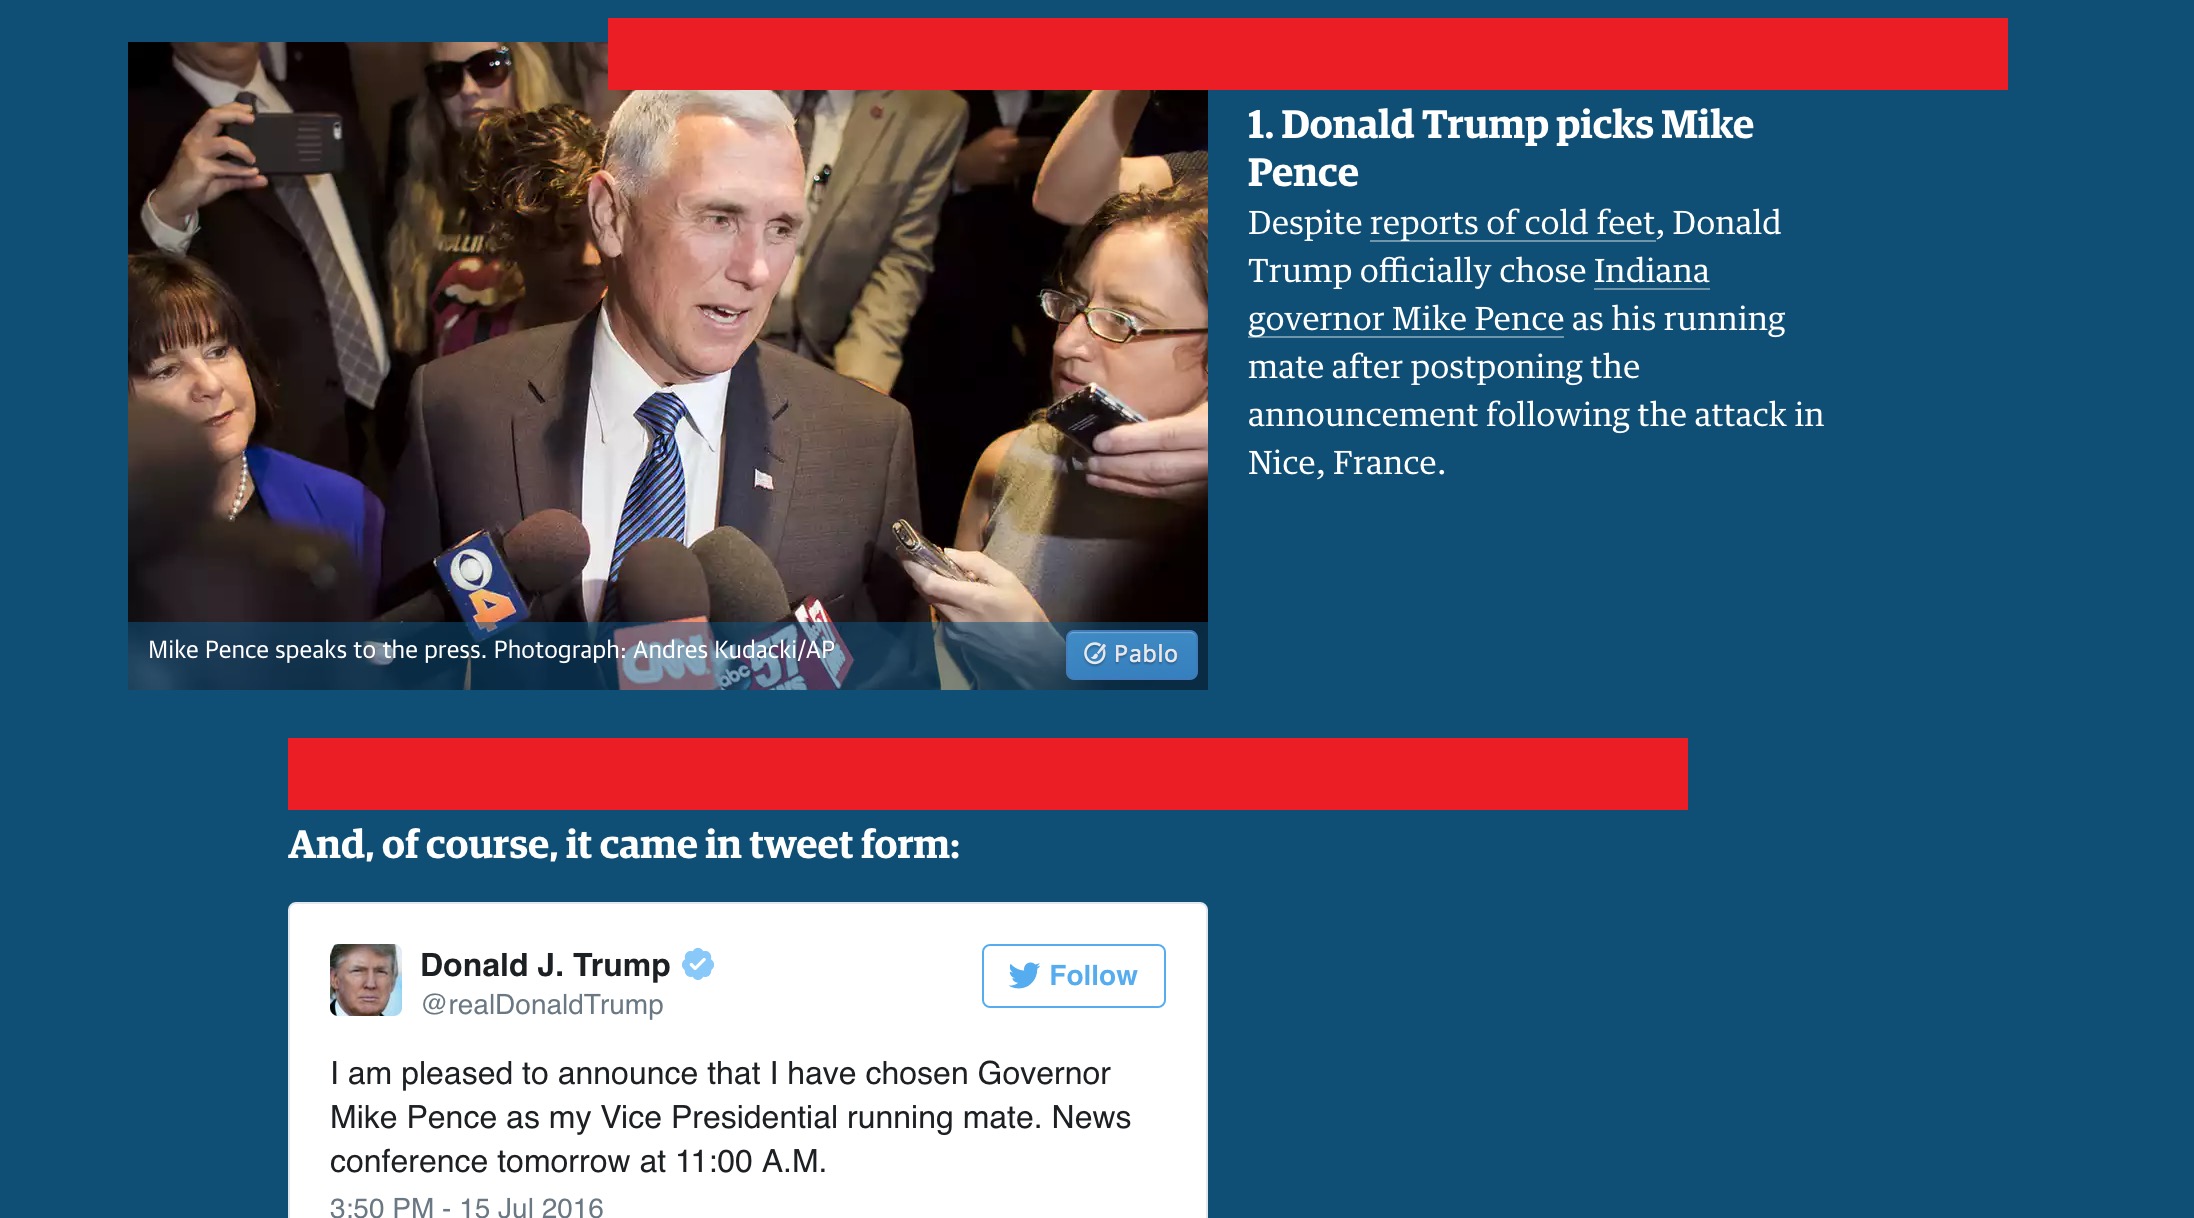 1. Donald Trump picks Mike
Pence
Despite reports of cold feet, Donald
Trump officially chose Indiana
governor Mike Pence as his running
mate after postponing the
announcement following the attack in
Nice, France.
4
CNN
abc 57
Mike Pence speaks to the press. Photograph: Andres Kudacki/AP
Pablo
And, of course, it came in tweet form:
Donald J. Trump
@realDonaldTrump
Follow
I am pleased to announce that I have chosen Governor
Mike Pence as my Vice Presidential running mate. News
conference tomorrow at 11:00 A.M.
3:50 PM - 15 Jul 2016